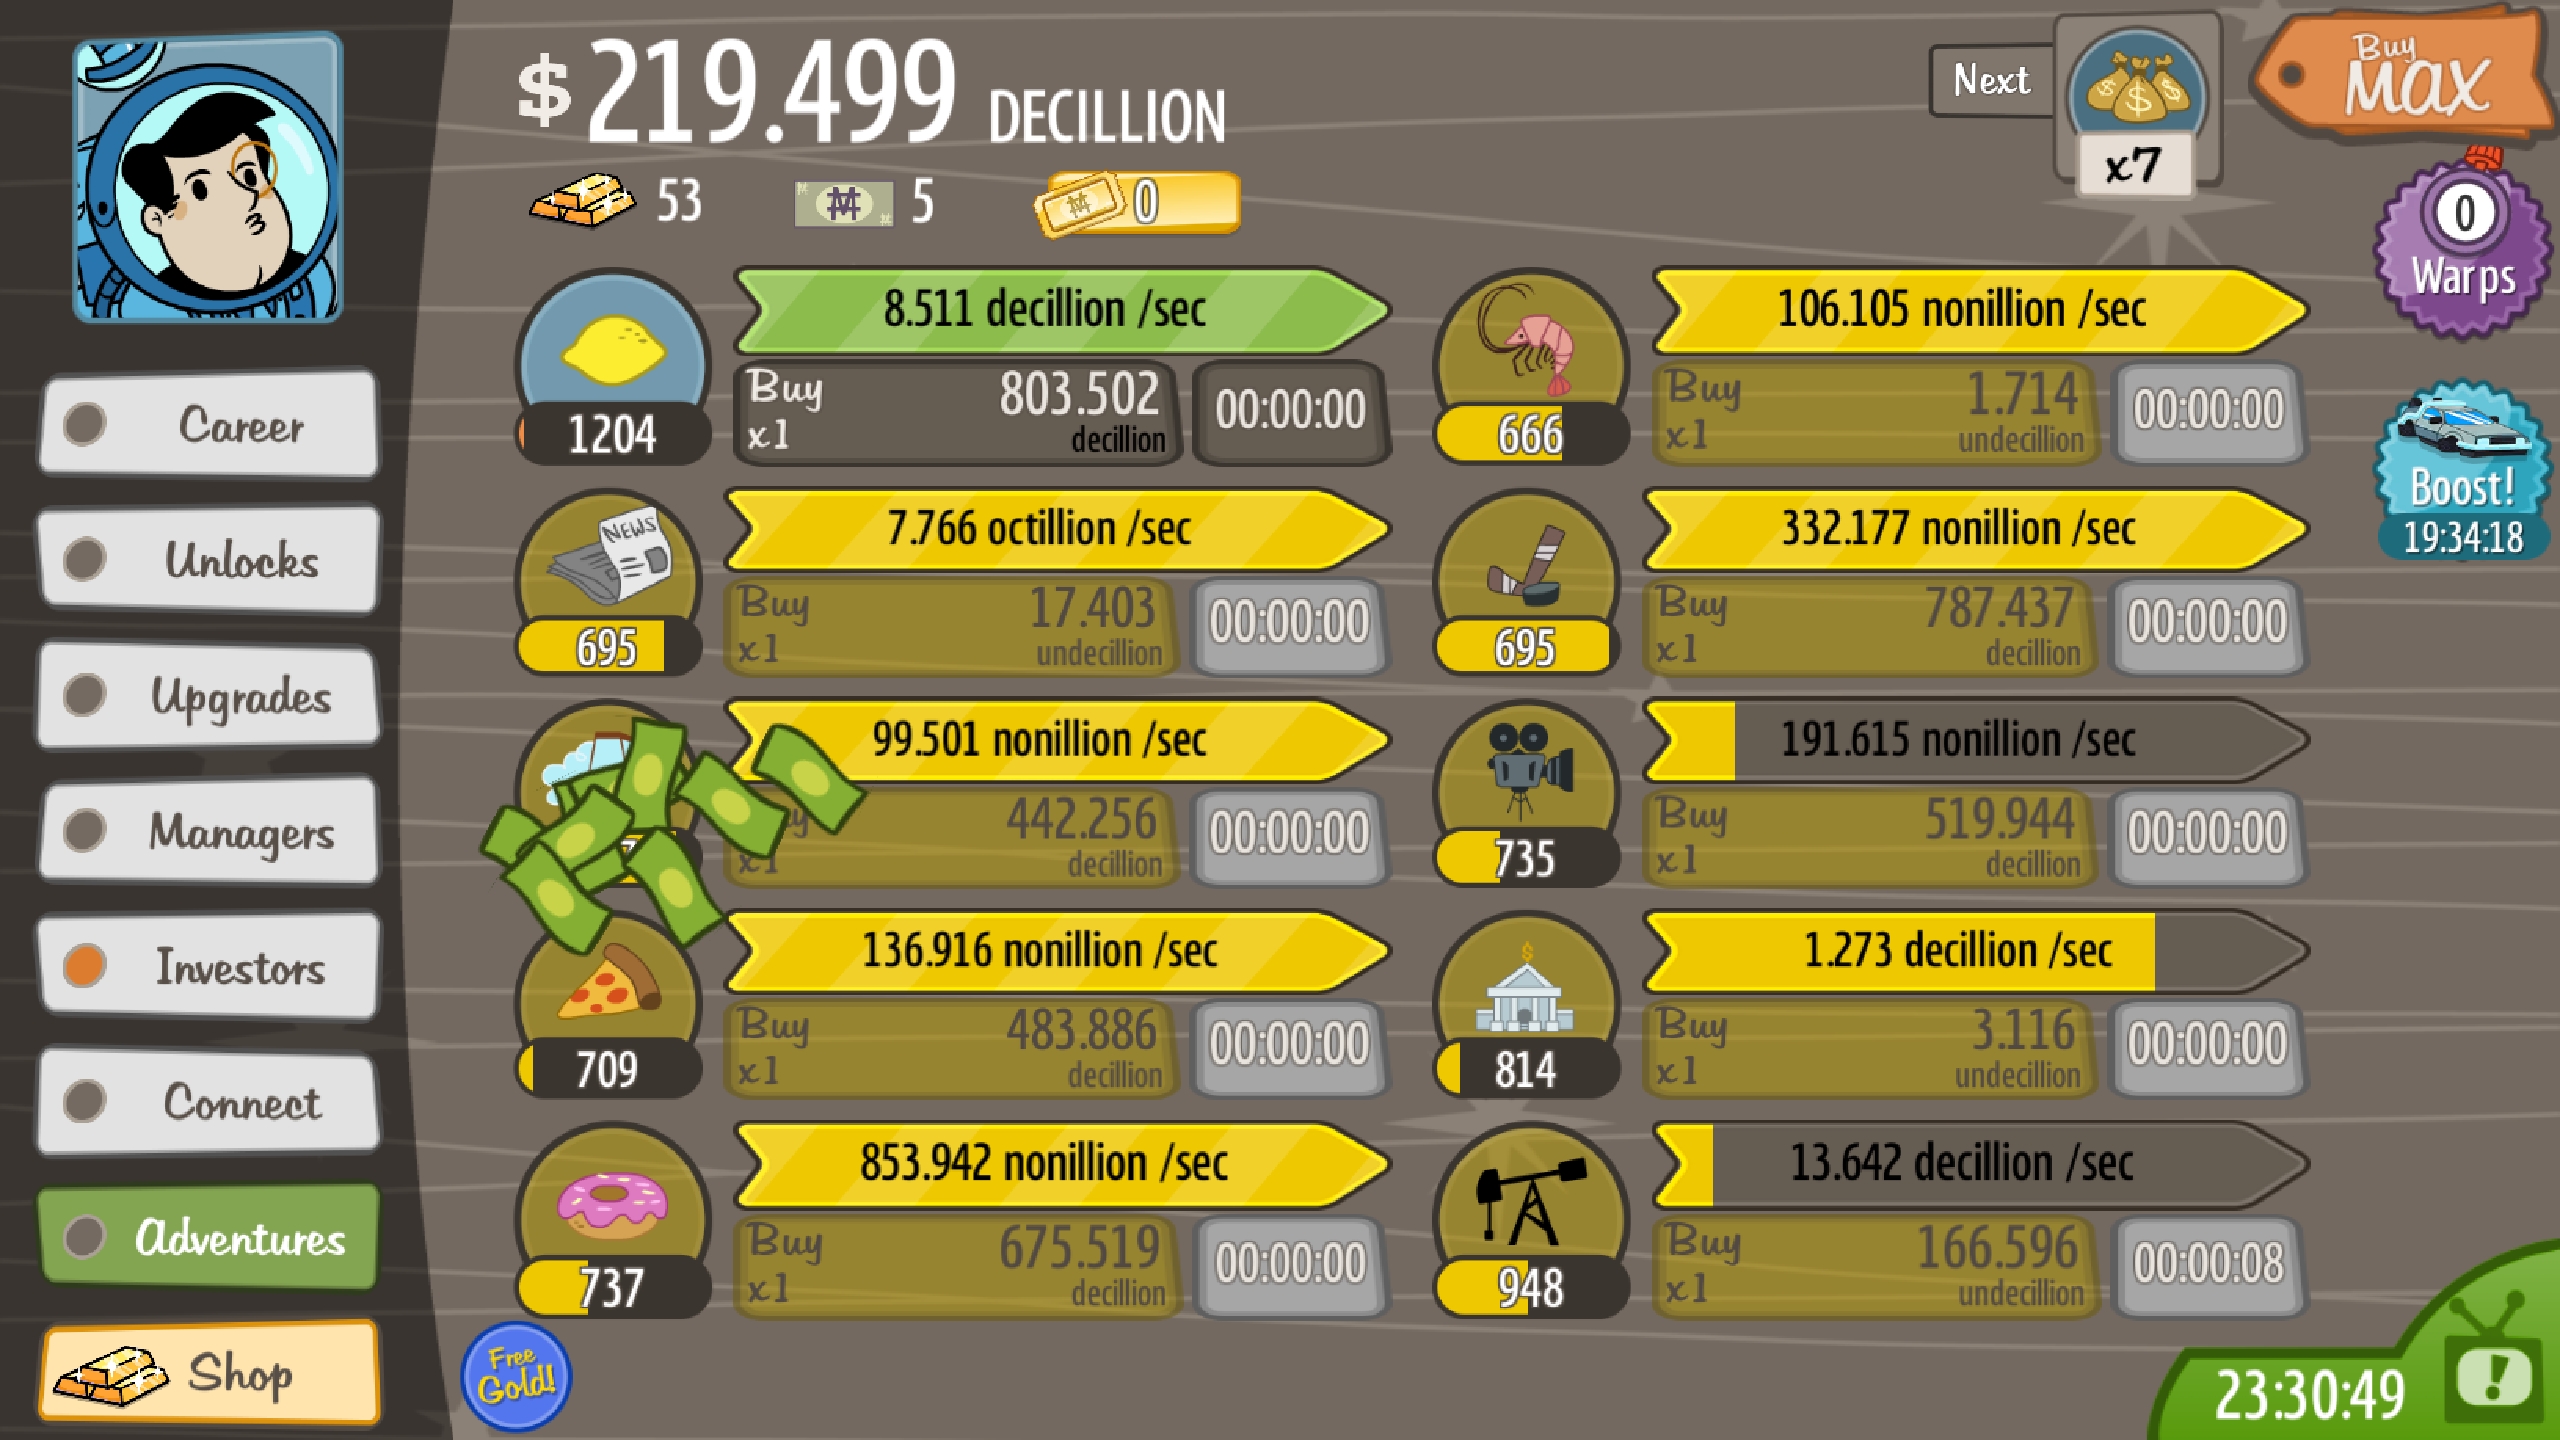 $219.499 DECILLION
Next
x7
Buy
MAX
53
5
0
0
Warps
Boost!
19:34:18
Career
Unlocks
Upgrades
Managers
Investors
Connect
Adventures
Shop
8.511 decillion /sec
1204
Buy
x1
803.502
decillion
00:00:00
106.105 nonillion /sec
666
Buy
x1
1.714
undecillion
00:00:00
NEWS
7.766 octillion /sec
695
Buy
x1
17.403
undecillion
00:00:00
332.177 nonillion /sec
695
Buy
x1
787.437
decillion
00:00:00
99.501 nonillion /sec
x1
442.256
decillion
00:00:00
191.615 nonillion /sec
735
Buy
x1
519.944
decillion
00:00:00
136.916 nonillion /sec
709
Buy
x1
483.886
decillion
00:00:00
1.273 decillion /sec
814
Buy
x1
3.116
undecillion
00:00:00
853.942 nonillion /sec
737
Buy
x1
675.519
decillion
00:00:00
13.642 decillion /sec
948
Buy
x1
166.596
undecillion
00:00:08
Free
Gold!
23:30:49